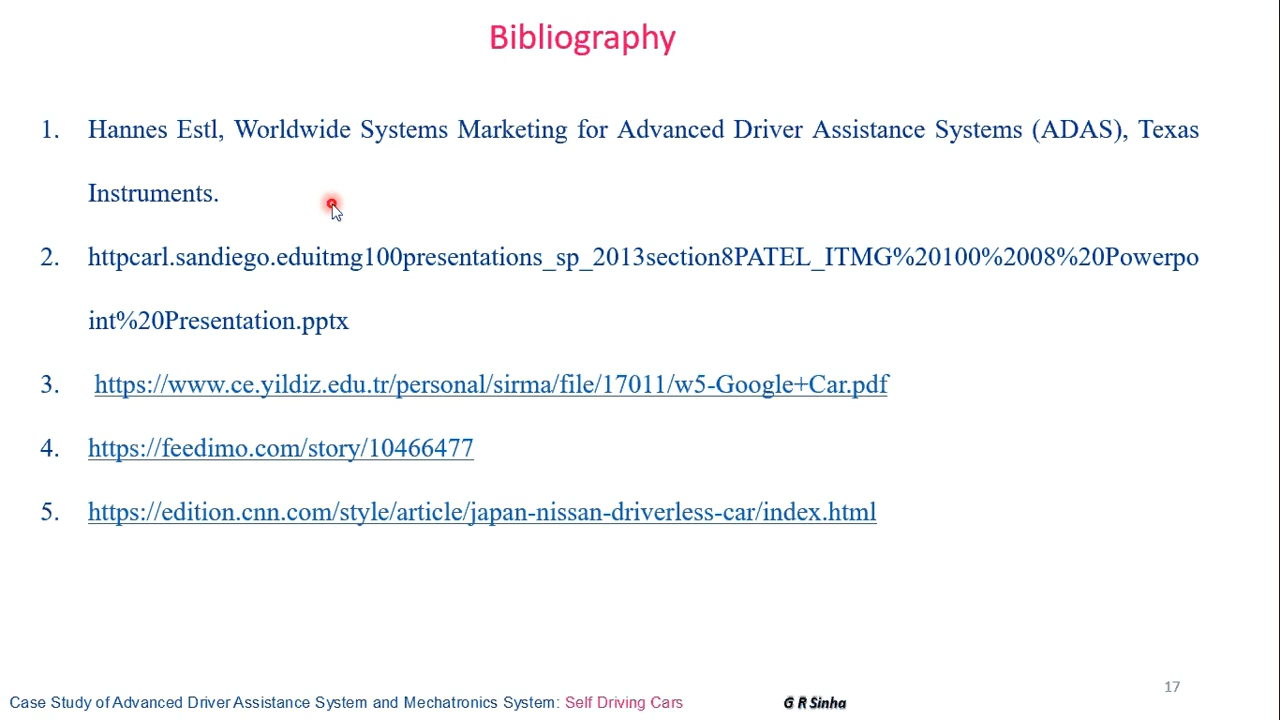 Bibliography
1. Hannes Estl, Worldwide Systems Marketing for Advanced Driver Assistance Systems (ADAS), Texas
Instruments.
2. httpcarl.sandiego.eduitmg100presentations_sp_2013section8PATEL_ITMG%20100%2008%20Powerpo
int%20Presentation.pptx
3. https://www.ce.yildiz.edu.tr/personal/sirma/file/17011/w5-Google+Car.pdf
4. https://feedimo.com/story/10466477
5. https://edition.cnn.com/style/article/japan-nissan-driverless-car/index.html
17
Case Study of Advanced Driver Assistance System and Mechatronics System: Self Driving Cars G R Sinha